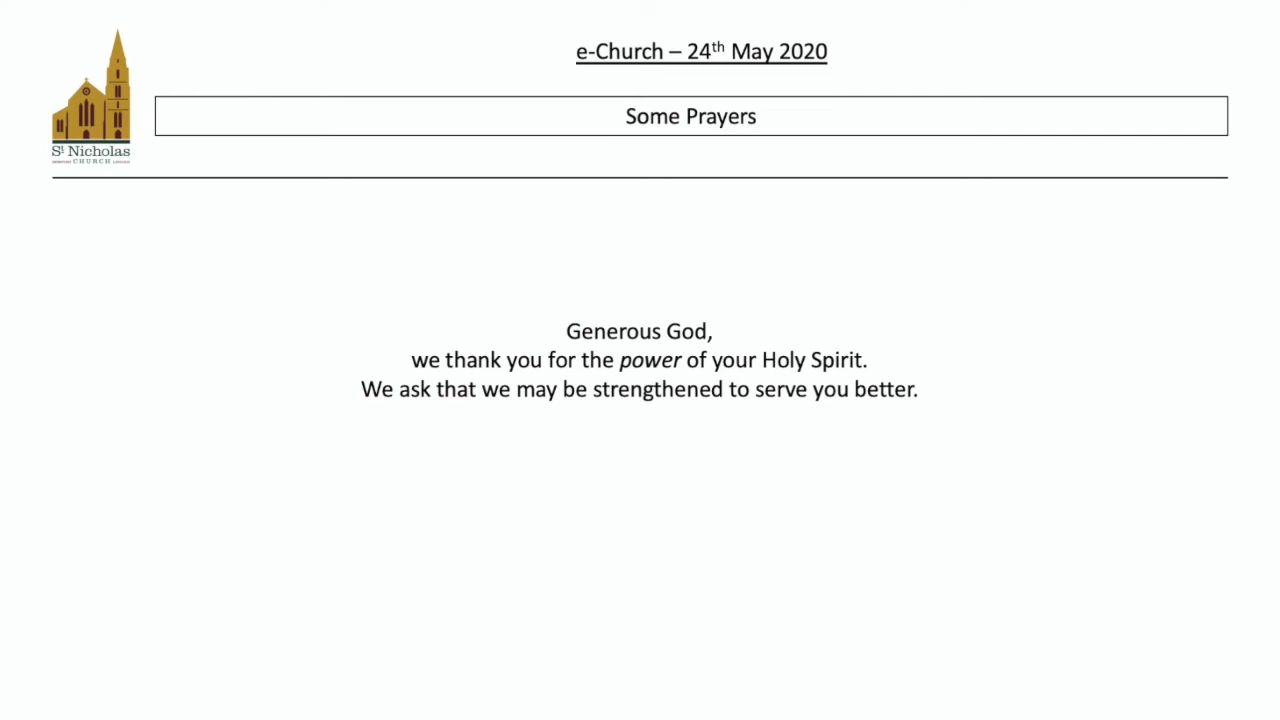 e-Church – 24th May 2020
Some Prayers
St Nicholas
CHURCH
Generous God,
we thank you for the power of your Holy Spirit.
We ask that we may be strengthened to serve you better.